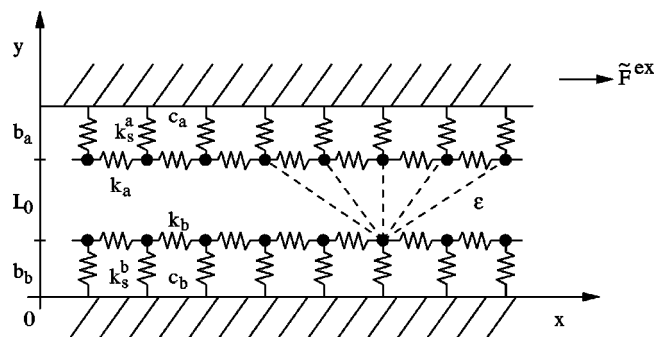 y
F̃ ex
b_a
k_s^a
c_a
k_a
L_0
ε
k_b
b_b
k_s^b
c_b
0
x